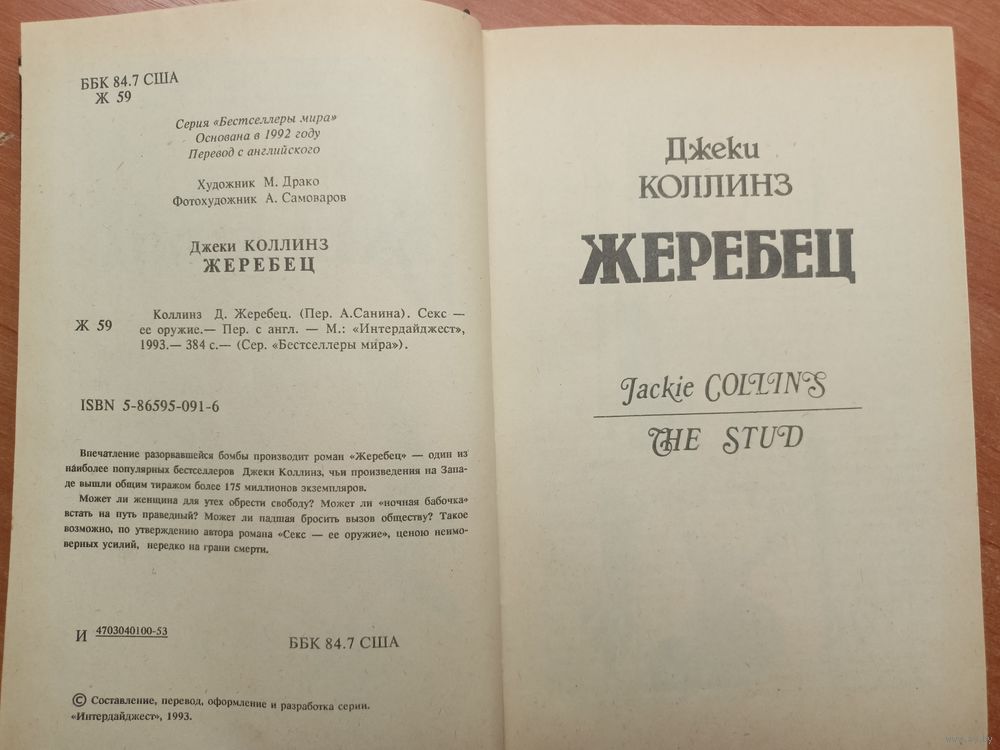 ББК 84.7 США
Ж 59
Серия «Бестселлеры мира»
Основана в 1992 году
Перевод с английского
Художник М. Драко
Фотохудожник А. Самоваров
Джеки КОЛЛИНЗ
ЖЕРЕБЕЦ
Коллинз Д. Жеребец. (Пер. А.Санина). Секс —
Ж 59 ее оружие.— Пер. с англ. — М.: «Интердайджест»,
1993.— 384 с.— (Сер. «Бестселлеры мира»).
ISBN 5-86595-091-6
Впечатление разорвавшейся бомбы производит роман «Жеребец» — один из
наиболее популярных бестселлеров Джеки Коллинз, чьи произведения на Запа-
де вышли общим тиражом более 175 миллионов экземпляров.
Может ли женщина для утех обрести свободу? Может ли «ночная бабочка»
встать на путь праведный? Может ли падшая бросить вызов обществу? Такое
возможно, по утверждению автора романа «Секс — ее оружие», ценою неимо-
верных усилий, нередко на грани смерти.
И 4703040100-53
ББК 84.7 США
© Составление, перевод, оформление и разработка серии.
«Интердайджест», 1993.
Джеки
КОЛЛИНЗ
ЖЕРЕБЕЦ
Jackie COLLINS
THE STUD